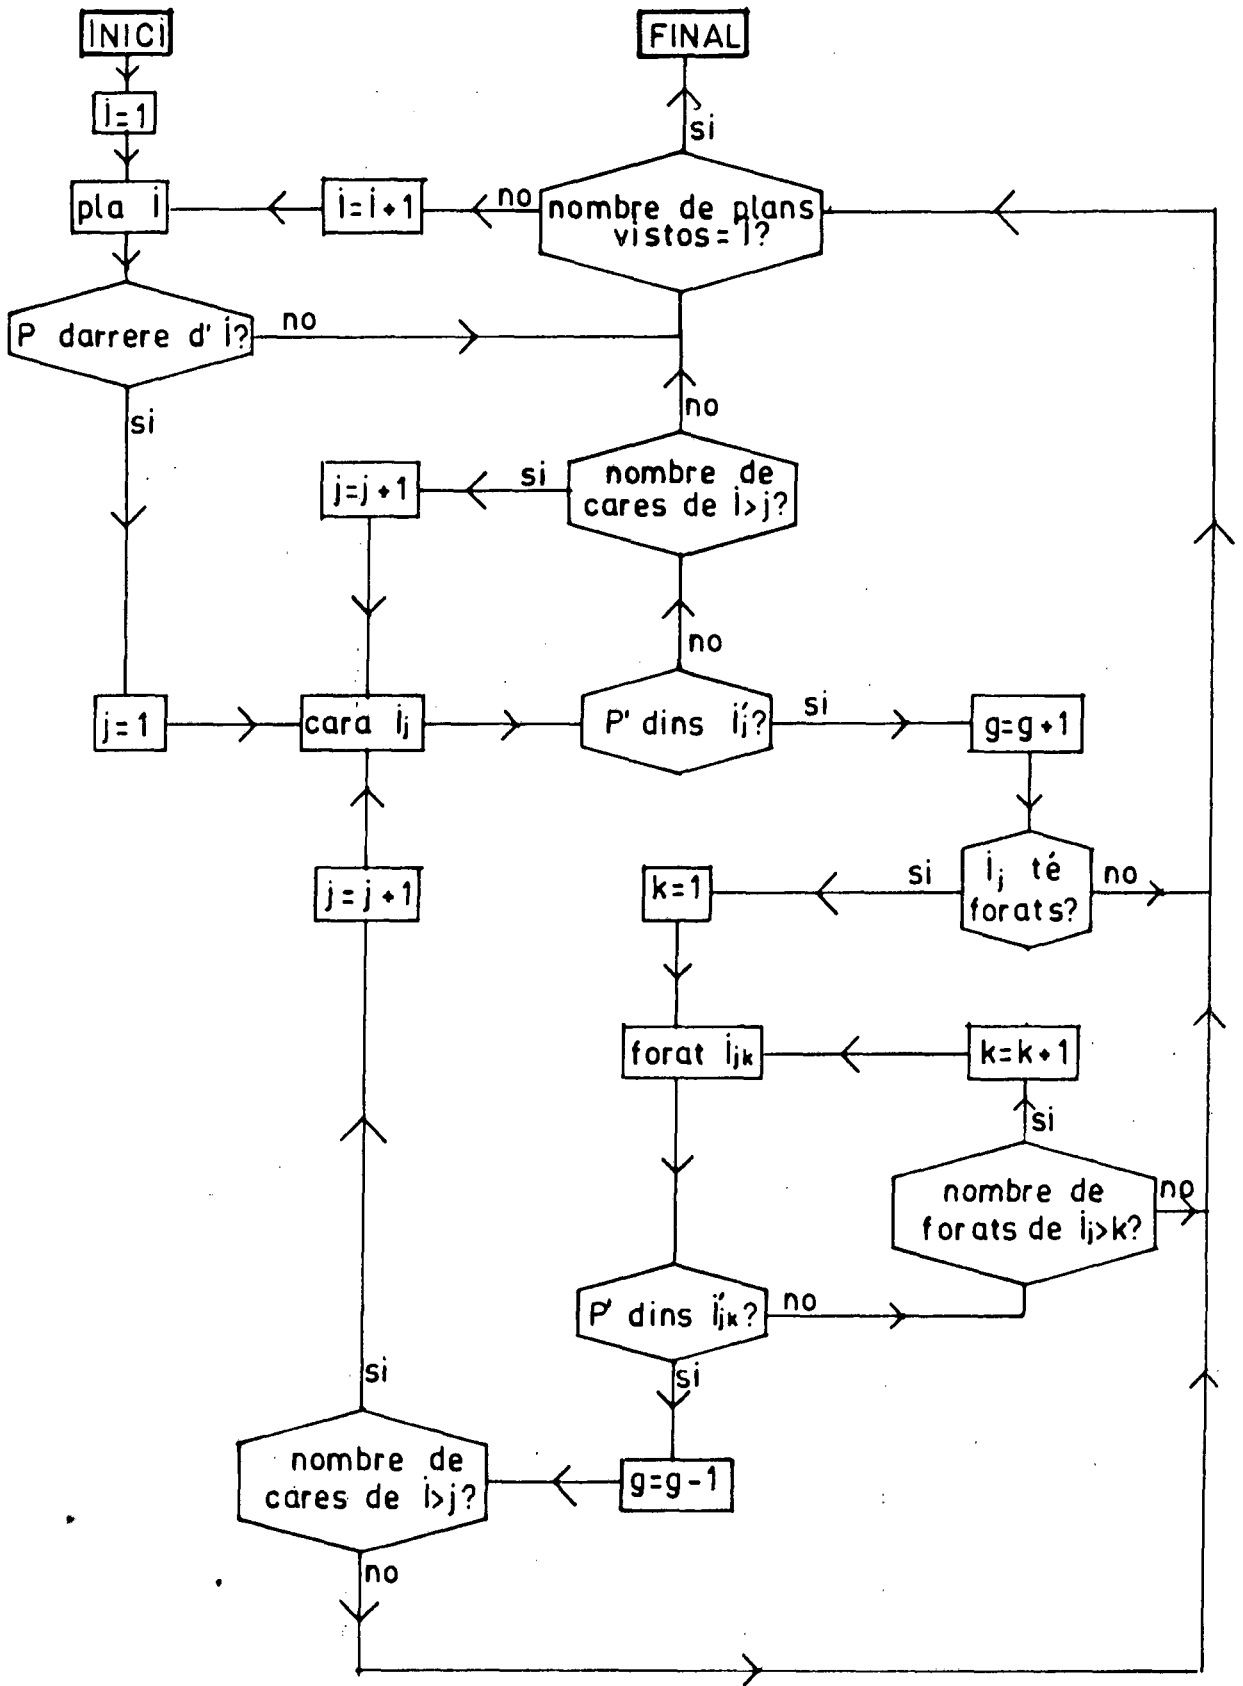 INICI
FINAL
i=1
si
pla i
i=i+1
no
nombre de plans
vistos=i?
P darrere d' i?
no
si
no
j=j+1
si
nombre de
cares de i>j?
no
j=1
cara ij
P' dins i'j?
si
g=g+1
j=j+1
k=1
si
ij té
forats?
no
forat ijk
k=k+1
si
nombre de
forats de ij>k?
no
P' dins i'jk?
no
si
si
nombre de
cares de i>j?
g=g-1
no